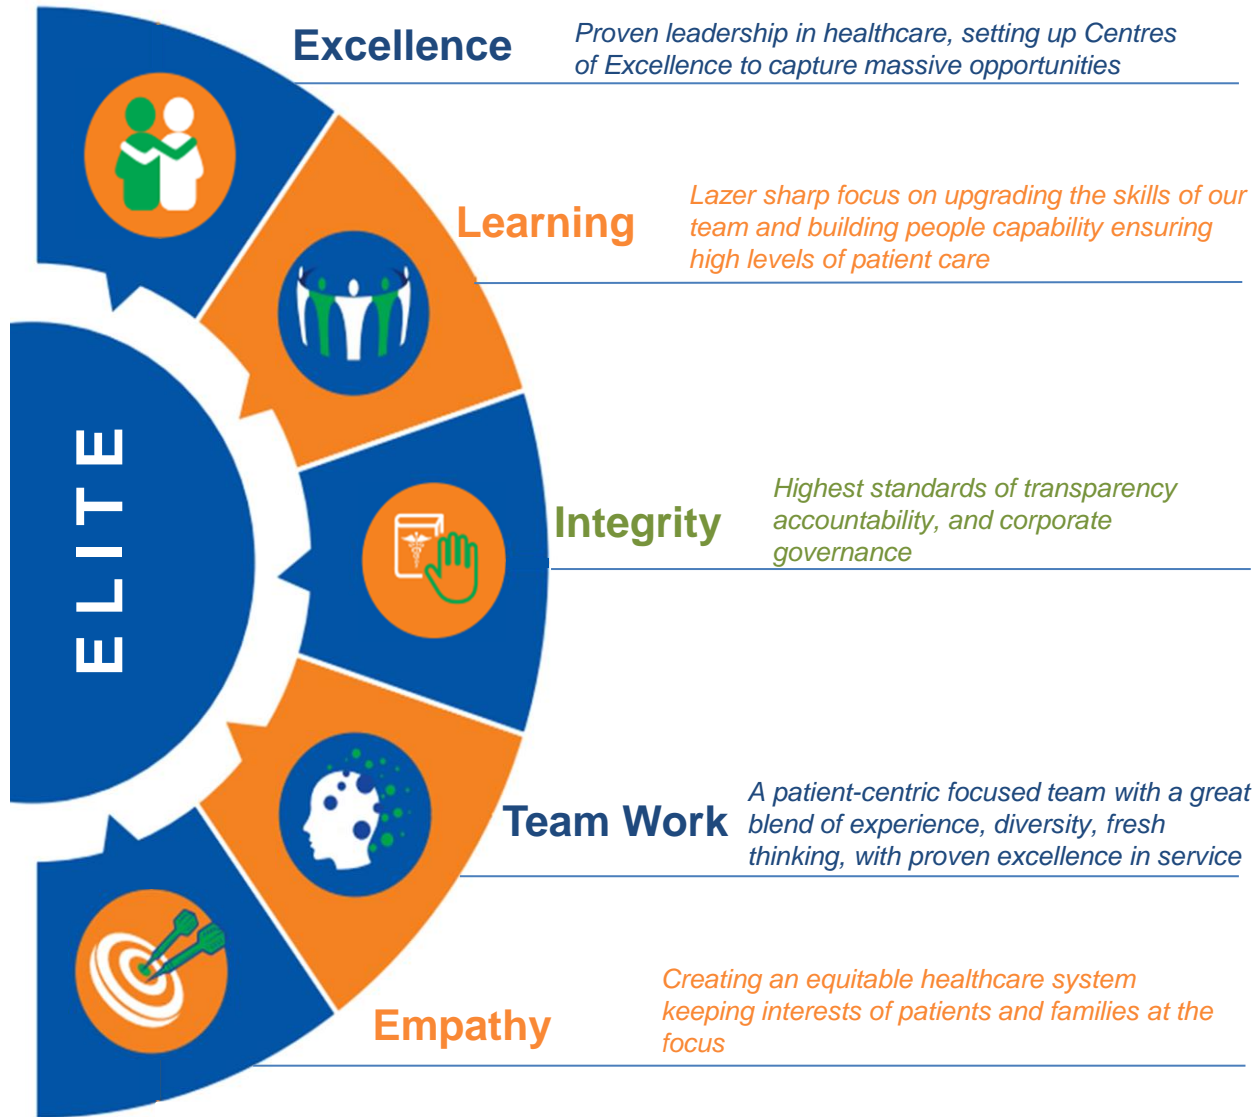 Excellence
Proven leadership in healthcare, setting up Centres
of Excellence to capture massive opportunities
Learning
Lazer sharp focus on upgrading the skills of our
team and building people capability ensuring
high levels of patient care
ELITE
Integrity
Highest standards of transparency
accountability, and corporate
governance
Team Work
A patient-centric focused team with a great
blend of experience, diversity, fresh
thinking, with proven excellence in service
Empathy
Creating an equitable healthcare system
keeping interests of patients and families at the
focus